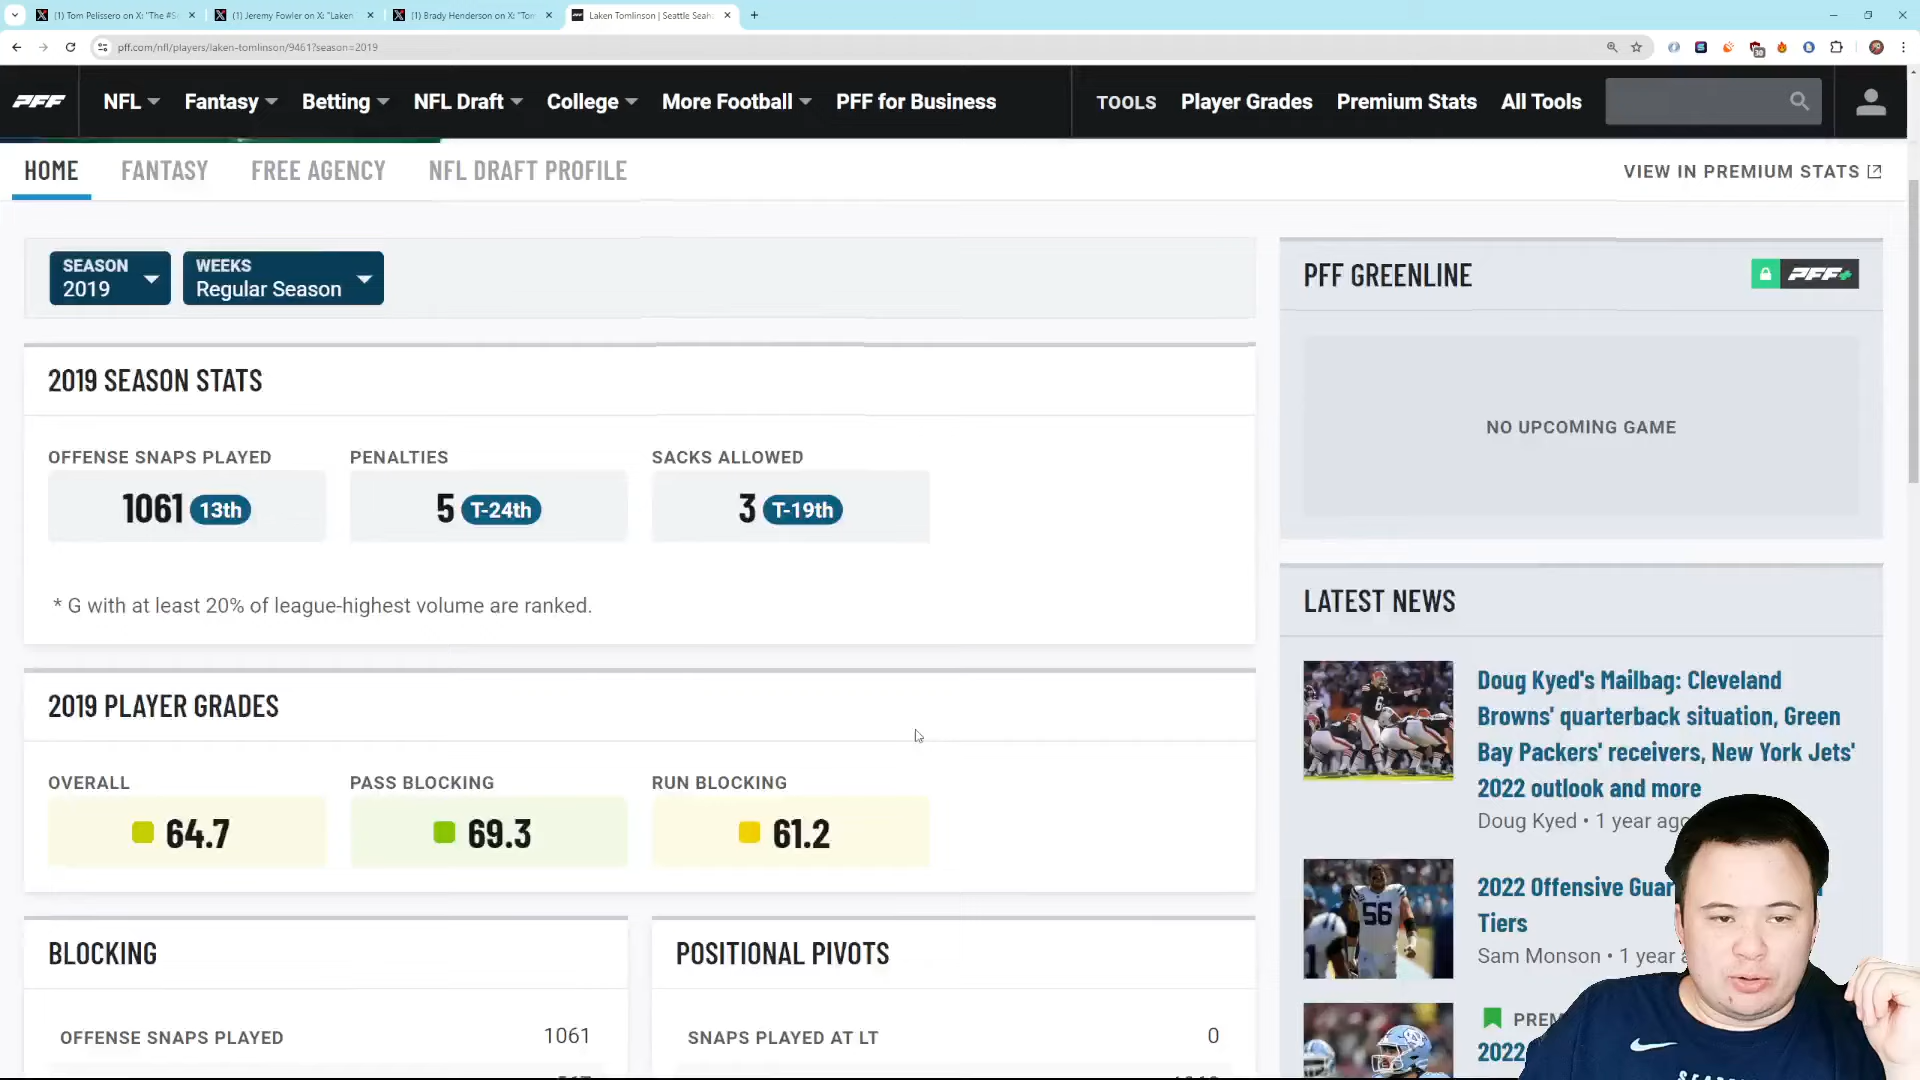 (1) Tom Pelissero on X: "The #S
(1) Jeremy Fowler on X: "Laken
(1) Brady Henderson on X: "Tom
Laken Tomlinson | Seattle Seah
pff.com/nfl/players/laken-tomlinson/9461?season=2019
30
PFF
NFL
Fantasy
Betting
NFL Draft
College
More Football
PFF for Business
TOOLS
Player Grades
Premium Stats
All Tools
HOME
FANTASY
FREE AGENCY
NFL DRAFT PROFILE
VIEW IN PREMIUM STATS
SEASON
2019
WEEKS
Regular Season
2019 SEASON STATS
OFFENSE SNAPS PLAYED
1061 13th
PENALTIES
5 T-24th
SACKS ALLOWED
3 T-19th
* G with at least 20% of league-highest volume are ranked.
2019 PLAYER GRADES
OVERALL
64.7
PASS BLOCKING
69.3
RUN BLOCKING
61.2
BLOCKING
OFFENSE SNAPS PLAYED 1061
POSITIONAL PIVOTS
SNAPS PLAYED AT LT 0
PFF GREENLINE
PFF+
NO UPCOMING GAME
LATEST NEWS
Doug Kyed's Mailbag: Cleveland
Browns' quarterback situation, Green
Bay Packers' receivers, New York Jets'
2022 outlook and more
Doug Kyed • 1 year ago
2022 Offensive Guar
Tiers
Sam Monson • 1 year a
PREM
2022
56